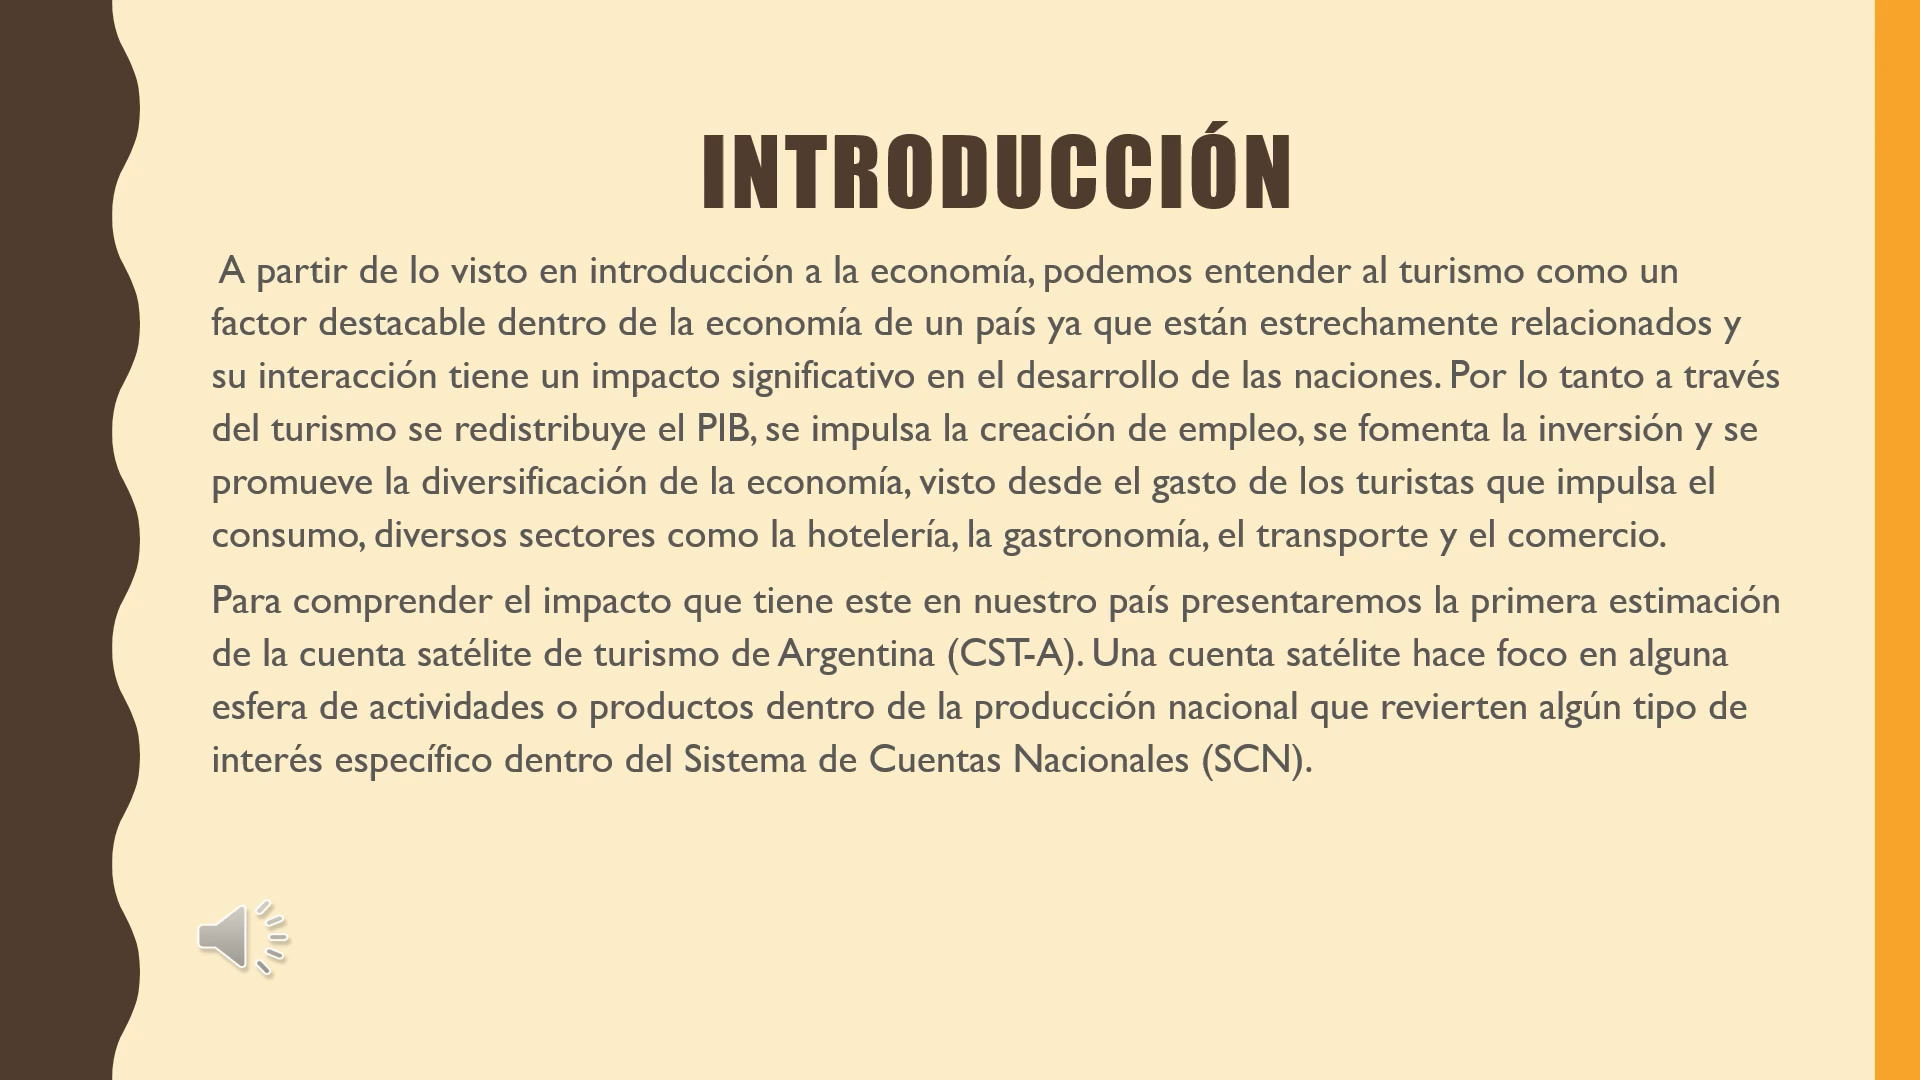 INTRODUCCIÓN
A partir de lo visto en introducción a la economía, podemos entender al turismo como un
factor destacable dentro de la economía de un país ya que están estrechamente relacionados y
su interacción tiene un impacto significativo en el desarrollo de las naciones. Por lo tanto a través
del turismo se redistribuye el PIB, se impulsa la creación de empleo, se fomenta la inversión y se
promueve la diversificación de la economía, visto desde el gasto de los turistas que impulsa el
consumo, diversos sectores como la hotelería, la gastronomía, el transporte y el comercio.
Para comprender el impacto que tiene este en nuestro país presentaremos la primera estimación
de la cuenta satélite de turismo de Argentina (CST-A). Una cuenta satélite hace foco en alguna
esfera de actividades o productos dentro de la producción nacional que revierten algún tipo de
interés específico dentro del Sistema de Cuentas Nacionales (SCN).